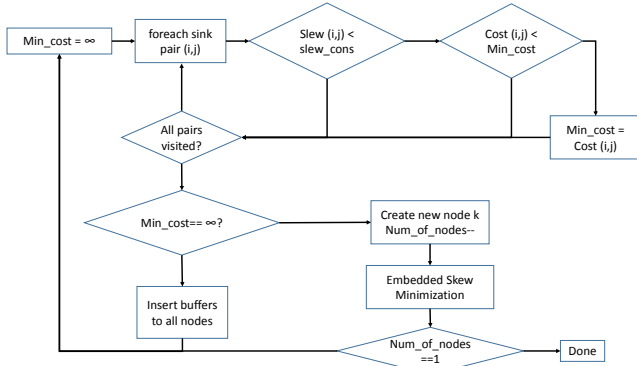 Min_cost = ∞
foreach sink
pair (i,j)
Slew (i,j) <
slew_cons
Cost (i,j) <
Min_cost
Min_cost =
Cost (i,j)
All pairs
visited?
Min_cost== ∞?
Create new node k
Num_of_nodes--
Insert buffers
to all nodes
Embedded Skew
Minimization
Num_of_nodes
==1
Done